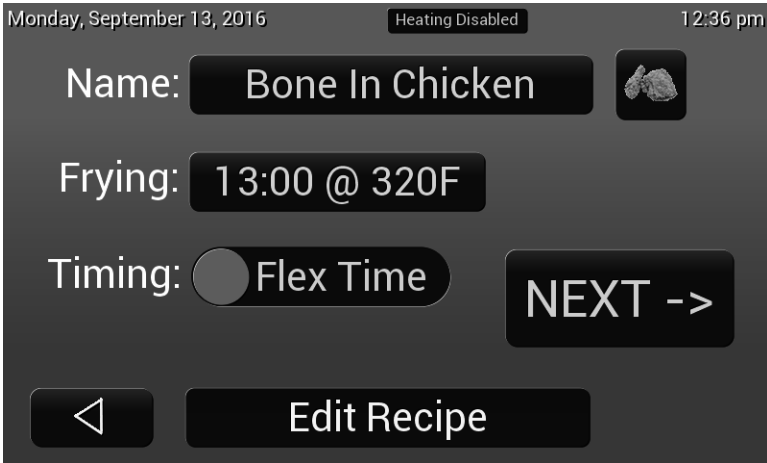 Monday, September 13, 2016 Heating Disabled 12:36 pm
Name: Bone In Chicken
Frying: 13:00 @ 320F
Timing: Flex Time
NEXT ->
Edit Recipe